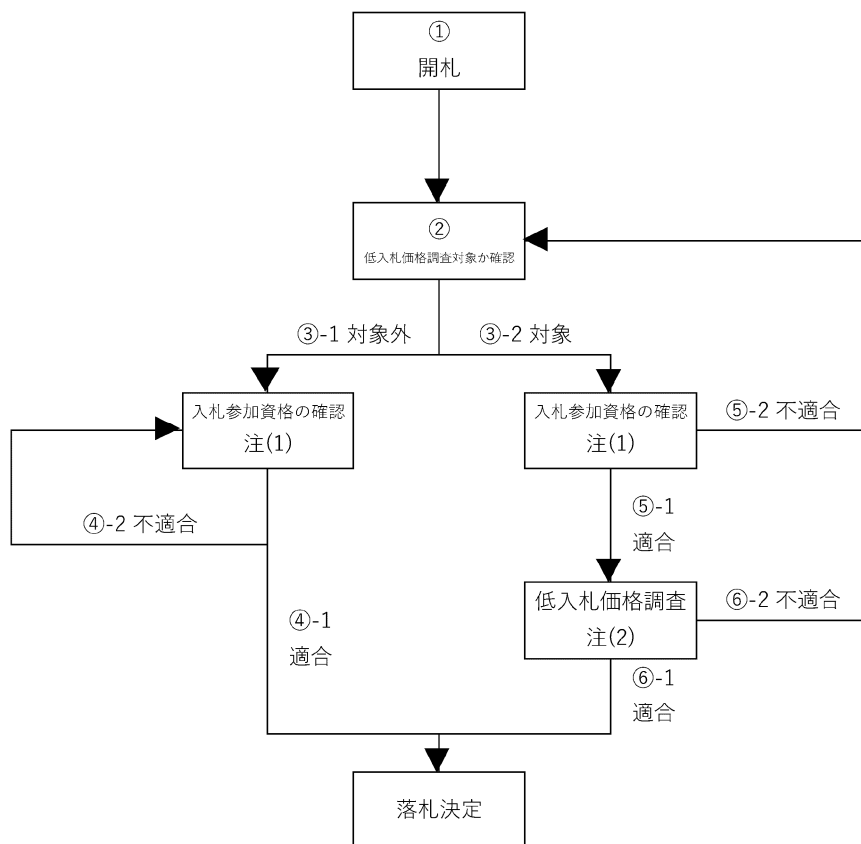 ①
開札
②
低入札価格調査対象か確認
③-1 対象外
③-2 対象
入札参加資格の確認
注(1)
入札参加資格の確認
注(1)
⑤-2 不適合
④-2 不適合
⑤-1
適合
低入札価格調査
注(2)
⑥-2 不適合
④-1
適合
⑥-1
適合
落札決定